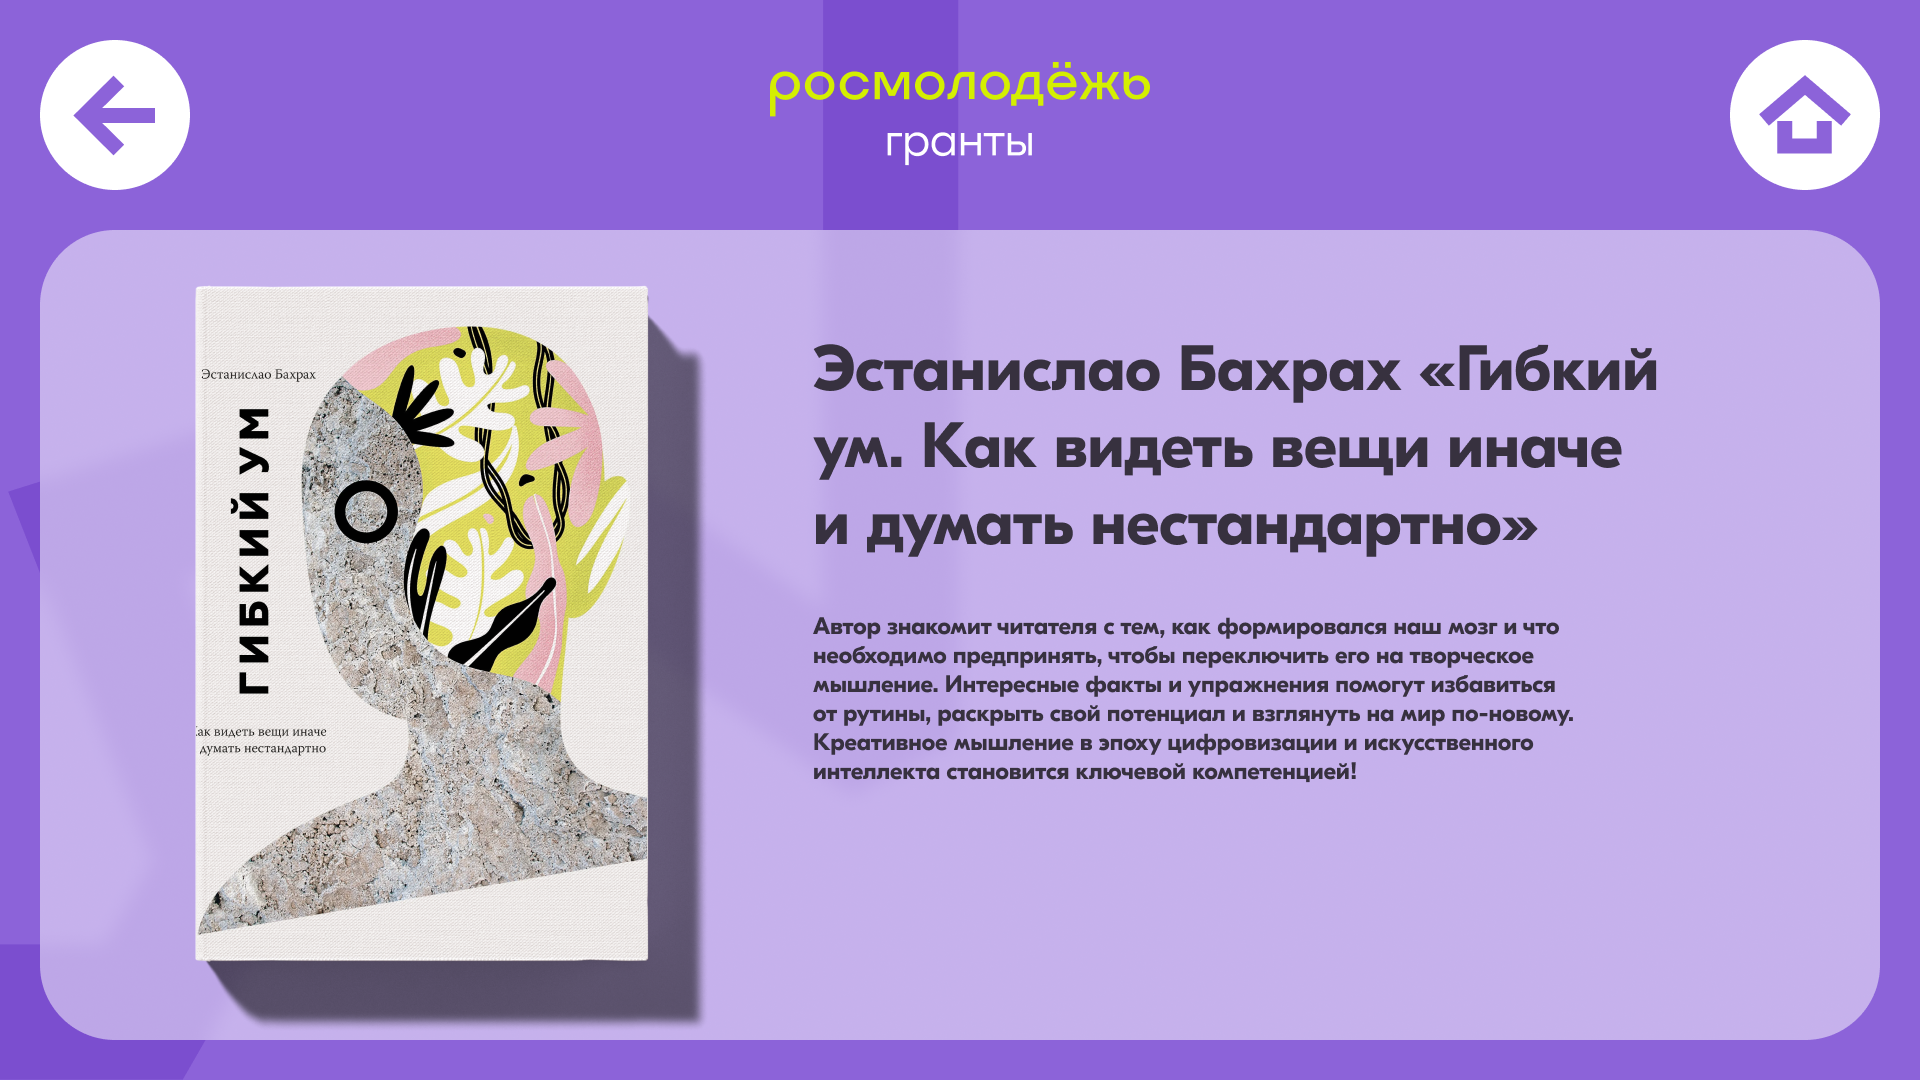 росмолодёжь
гранты
Эстанислао Бахрах
ГИБКИЙ УМ
Как видеть вещи иначе
думать нестандартно
Эстанислао Бахрах «Гибкий
ум. Как видеть вещи иначе
и думать нестандартно»
Автор знакомит читателя с тем, как формировался наш мозг и что
необходимо предпринять, чтобы переключить его на творческое
мышление. Интересные факты и упражнения помогут избавиться
от рутины, раскрыть свой потенциал и взглянуть на мир по-новому.
Креативное мышление в эпоху цифровизации и искусственного
интеллекта становится ключевой компетенцией!